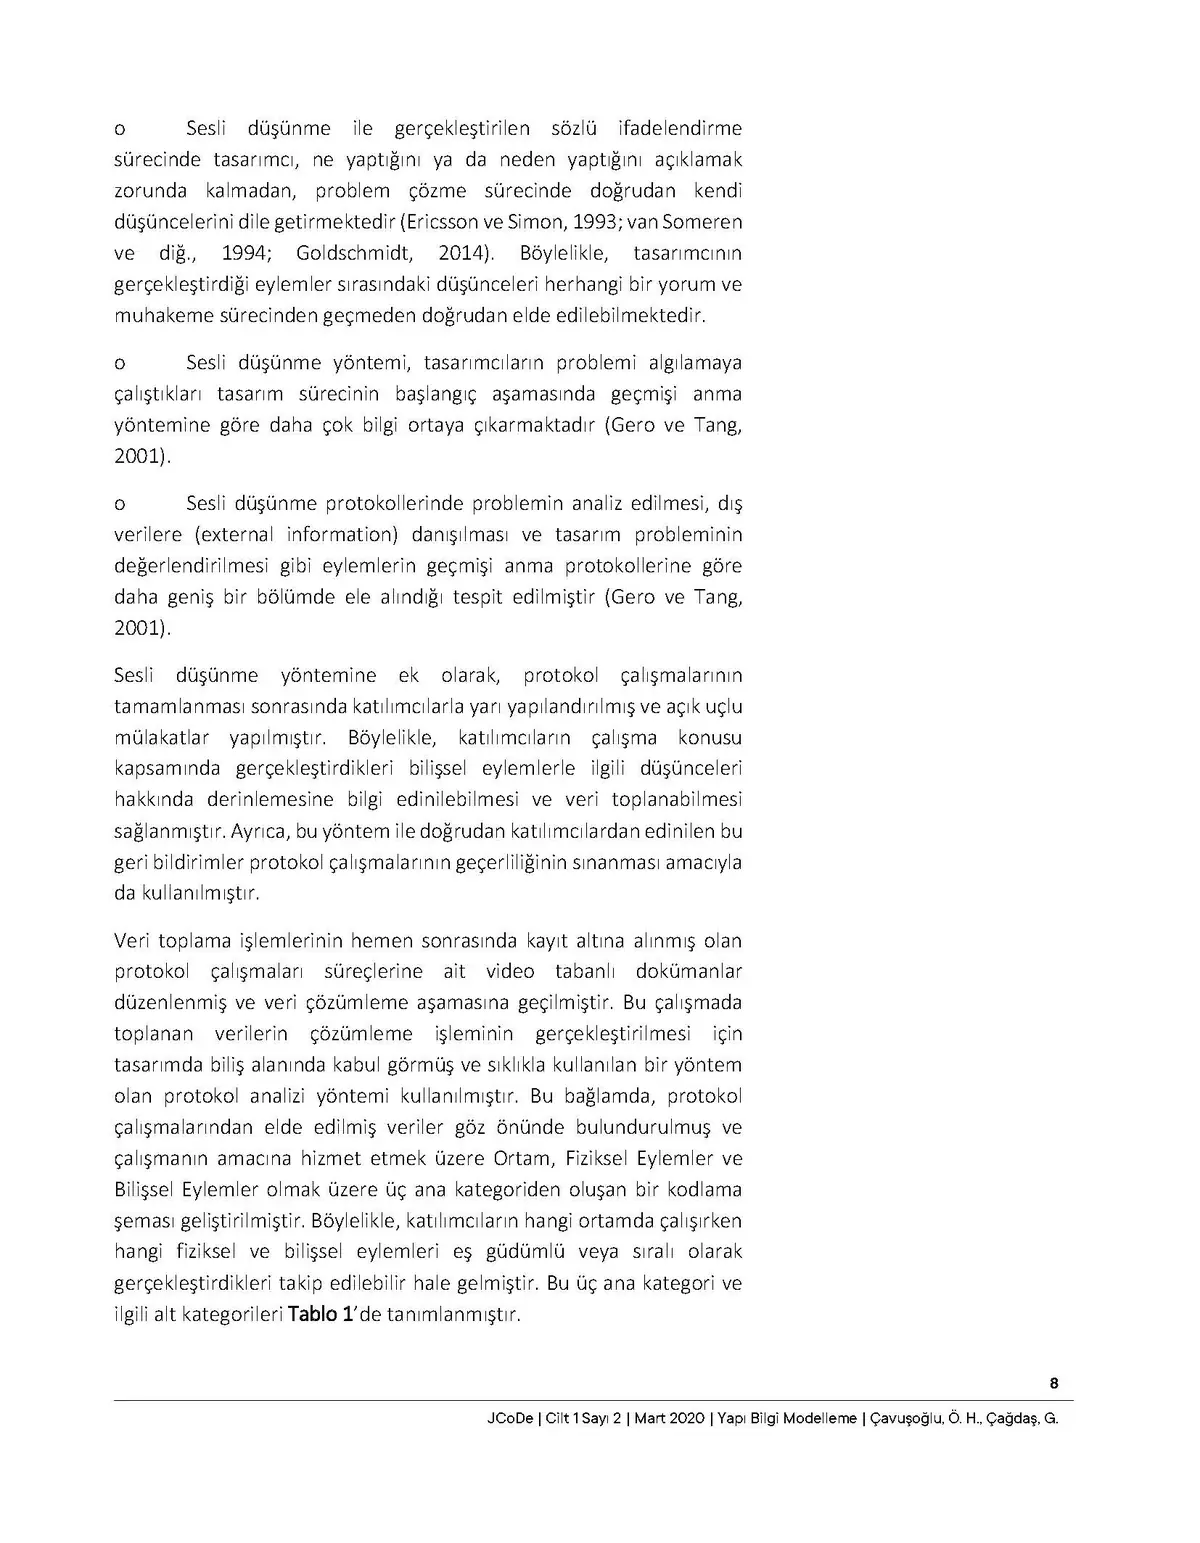 o Sesli düşünme ile gerçekleştirilen sözlü ifadelendirme
sürecinde tasarımcı, ne yaptığını ya da neden yaptığını açıklamak
zorunda kalmadan, problem çözme sürecinde doğrudan kendi
düşüncelerini dile getirmektedir (Ericsson ve Simon, 1993; van Someren
ve diğ., 1994; Goldschmidt, 2014). Böylelikle, tasarımcının
gerçekleştirdiği eylemler sırasındaki düşünceleri herhangi bir yorum ve
muhakeme sürecinden geçmeden doğrudan elde edilebilmektedir.
o Sesli düşünme yöntemi, tasarımcıların problemi algılamaya
çalıştıkları tasarım sürecinin başlangıç aşamasında geçmişi anma
yöntemine göre daha çok bilgi ortaya çıkarmaktadır (Gero ve Tang,
2001).
o Sesli düşünme protokollerinde problemin analiz edilmesi, dış
verilere (external information) danışılması ve tasarım probleminin
değerlendirilmesi gibi eylemlerin geçmişi anma protokollerine göre
daha geniş bir bölümde ele alındığı tespit edilmiştir (Gero ve Tang,
2001).
Sesli düşünme yöntemine ek olarak, protokol çalışmalarının
tamamlanması sonrasında katılımcılarla yarı yapılandırılmış ve açık uçlu
mülakatlar yapılmıştır. Böylelikle, katılımcıların çalışma konusu
kapsamında gerçekleştirdikleri bilişsel eylemlerle ilgili düşünceleri
hakkında derinlemesine bilgi edinilebilmesi ve veri toplanabilmesi
sağlanmıştır. Ayrıca, bu yöntem ile doğrudan katılımcılardan edinilen bu
geri bildirimler protokol çalışmalarının geçerliliğinin sınanması amacıyla
da kullanılmıştır.
Veri toplama işlemlerinin hemen sonrasında kayıt altına alınmış olan
protokol çalışmaları süreçlerine ait video tabanlı dokümanlar
düzenlenmiş ve veri çözümleme aşamasına geçilmiştir. Bu çalışmada
toplanan verilerin çözümleme işleminin gerçekleştirilmesi için
tasarımda biliş alanında kabul görmüş ve sıklıkla kullanılan bir yöntem
olan protokol analizi yöntemi kullanılmıştır. Bu bağlamda, protokol
çalışmalarından elde edilmiş veriler göz önünde bulundurulmuş ve
çalışmanın amacına hizmet etmek üzere Ortam, Fiziksel Eylemler ve
Bilişsel Eylemler olmak üzere üç ana kategoriden oluşan bir kodlama
şeması geliştirilmiştir. Böylelikle, katılımcıların hangi ortamda çalışırken
hangi fiziksel ve bilişsel eylemleri eş güdümlü veya sıralı olarak
gerçekleştirdikleri takip edilebilir hale gelmiştir. Bu üç ana kategori ve
ilgili alt kategorileri Tablo 1'de tanımlanmıştır.
8
JCoDe | Cilt 1 Sayı 2 | Mart 2020 | Yapı Bilgi Modelleme | Çavuşoğlu, Ö. H., Çağdaş, G.